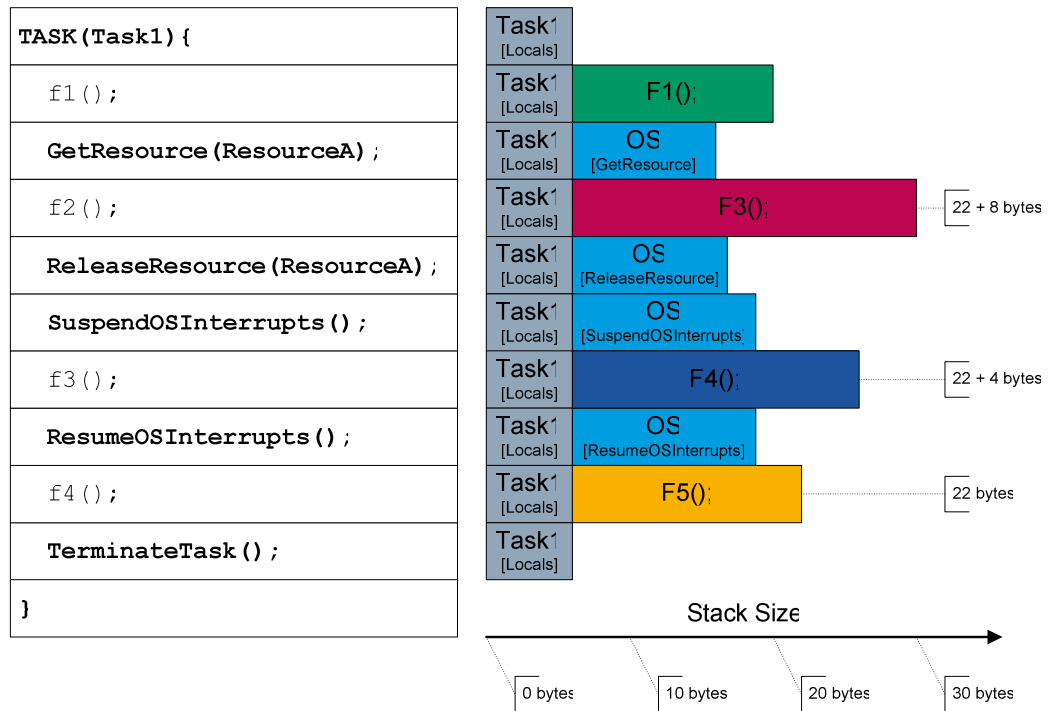 TASK(Task1){
f1();
GetResource(ResourceA);
f2();
ReleaseResource(ResourceA);
SuspendOSInterrupts();
f3();
ResumeOSInterrupts();
f4();
TerminateTask();
}
Task1
[Locals]
Task1
[Locals]
F1();
Task1
[Locals]
OS
[GetResource]
Task1
[Locals]
F3();
22 + 8 bytes
Task1
[Locals]
OS
[ReleaseResource]
Task1
[Locals]
OS
[SuspendOSInterrupts]
Task1
[Locals]
F4();
22 + 4 bytes
Task1
[Locals]
OS
[ResumeOSInterrupts]
Task1
[Locals]
F5();
22 bytes
Task1
[Locals]
Stack Size
0 bytes
10 bytes
20 bytes
30 bytes